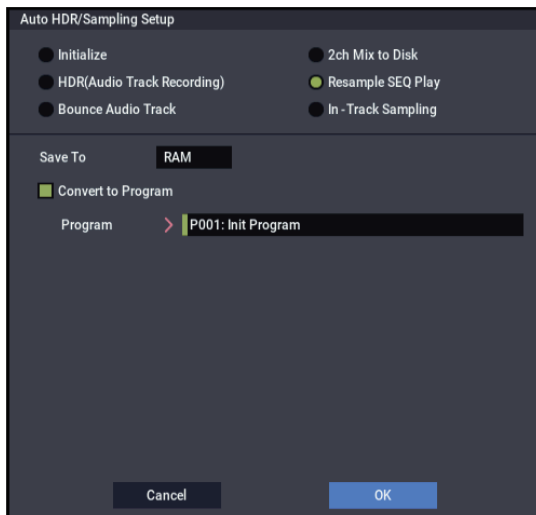 Auto HDR/Sampling Setup
Initialize
2ch Mix to Disk
HDR(Audio Track Recording)
Resample SEQ Play
Bounce Audio Track
In-Track Sampling
Save To RAM
Convert to Program
Program > P001: Init Program
Cancel OK